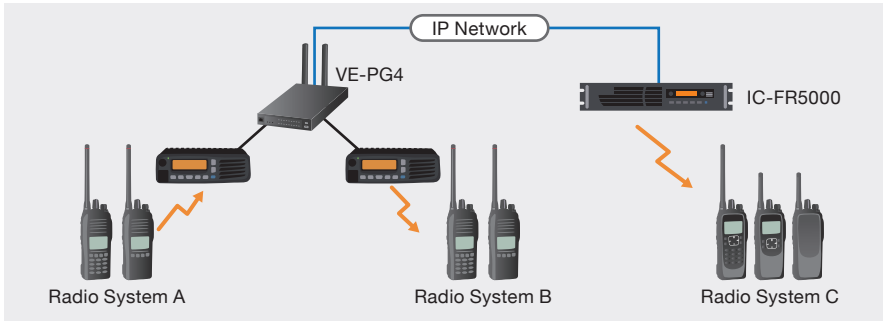 IP Network
VE-PG4
IC-FR5000
Radio System A
Radio System B
Radio System C